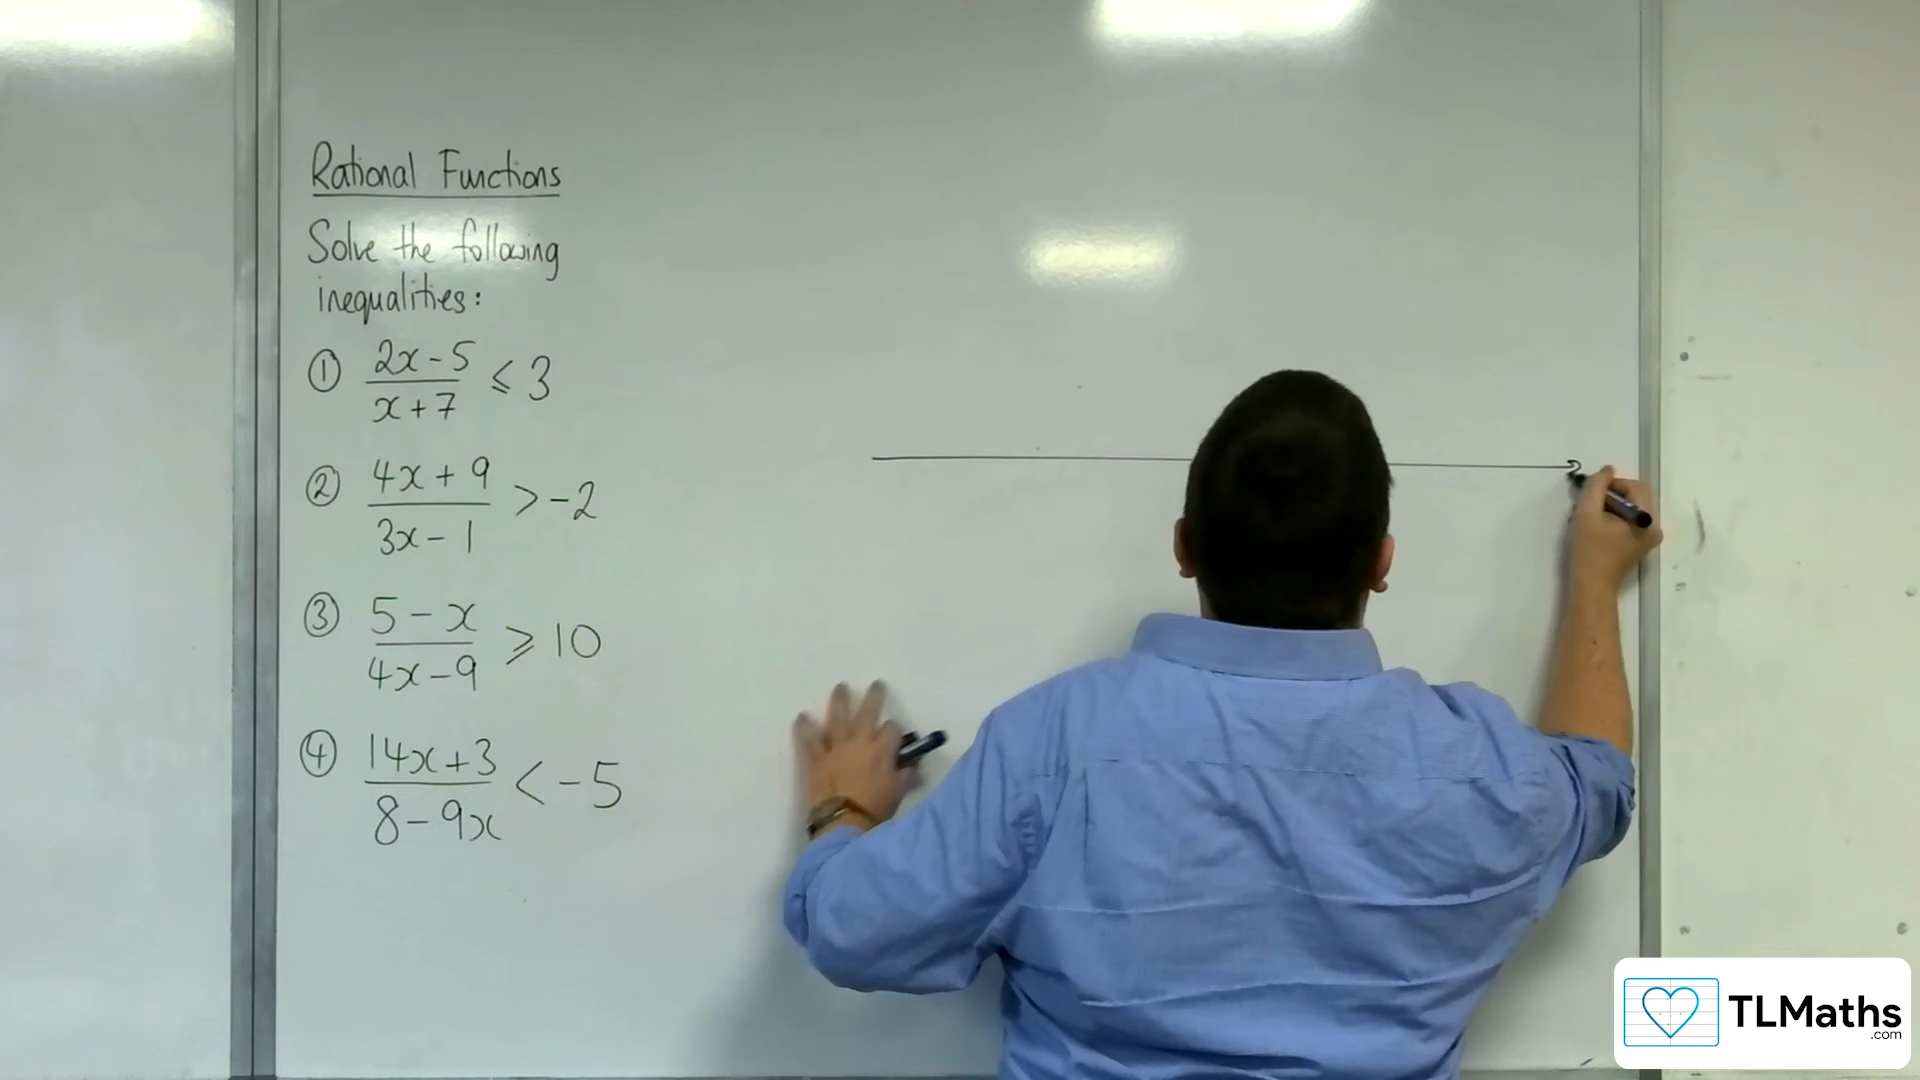 Rational Functions
Solve the following
inequalities:
① 2x-5 / x+7 ⩽ 3
② 4x+9 / 3x-1 > -2
③ 5-x / 4x-9 ⩾ 10
④ 14x+3 / 8-9x < -5
TLMaths
.com